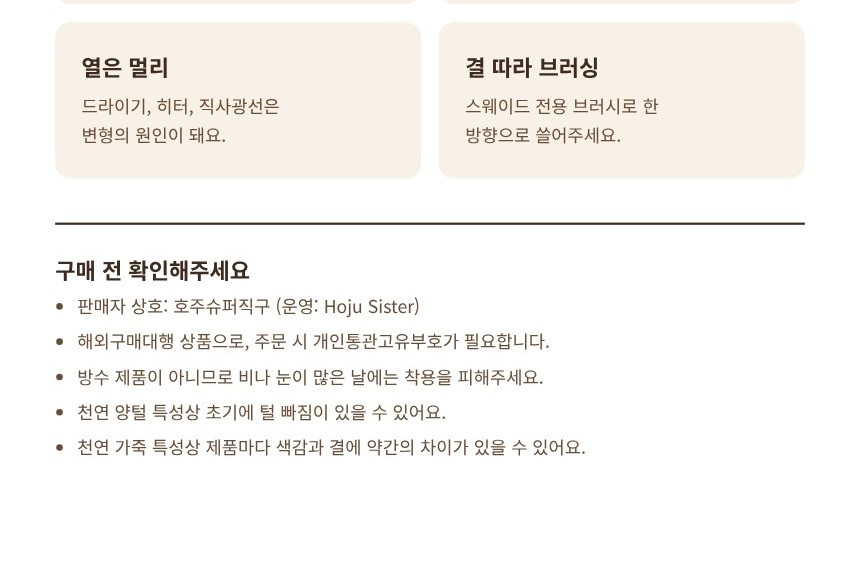 열은 멀리
드라이기, 히터, 직사광선은
변형의 원인이 돼요.
결 따라 브러싱
스웨이드 전용 브러시로 한
방향으로 쓸어주세요.
구매 전 확인해주세요
• 판매자 상호: 호주슈퍼직구 (운영: Hoju Sister)
• 해외구매대행 상품으로, 주문 시 개인통관고유부호가 필요합니다.
• 방수 제품이 아니므로 비나 눈이 많은 날에는 착용을 피해주세요.
• 천연 양털 특성상 초기에 털 빠짐이 있을 수 있어요.
• 천연 가죽 특성상 제품마다 색감과 결에 약간의 차이가 있을 수 있어요.